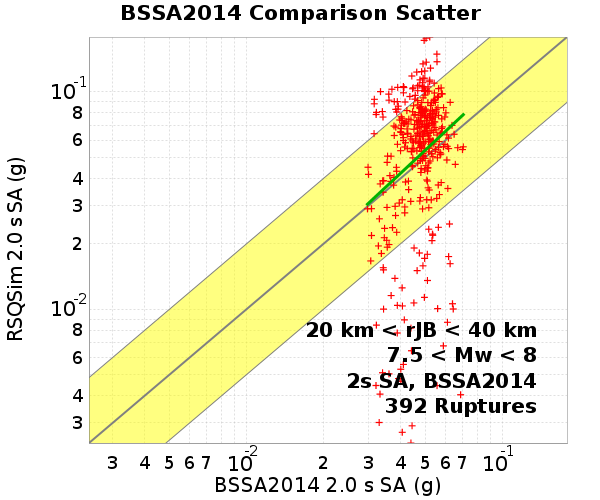 BSSA2014 Comparison Scatter
RSQSim 2.0 s SA (g)
10-1
8
6
4
3
2
10-2
8
6
4
3
20 km < rJB < 40 km
7.5 < Mw < 8
2s SA, BSSA2014
392 Ruptures
3 4 5 6 7 10-2 2 3 4 5 6 7 10-1
BSSA2014 2.0 s SA (g)